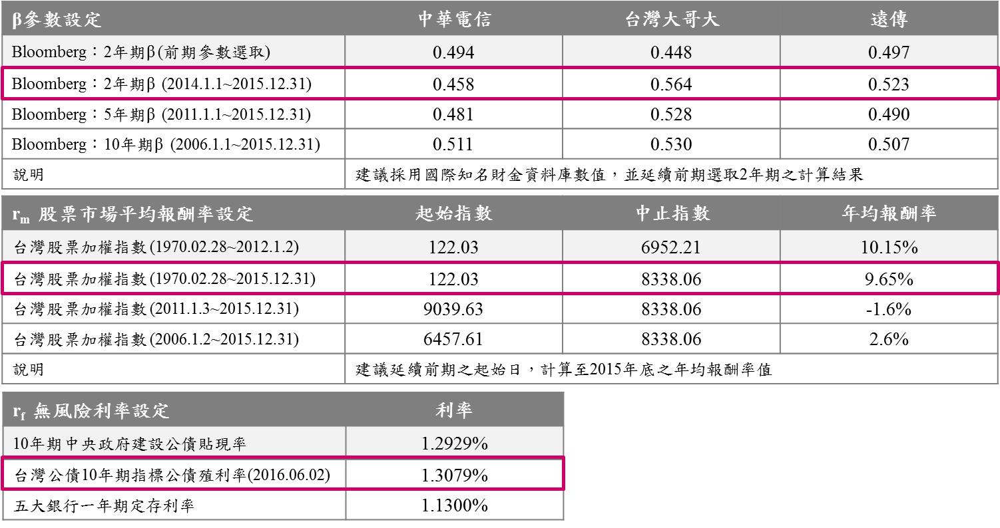 β參數設定 中華電信 台灣大哥大 遠傳
Bloomberg：2年期β(前期參數選取) 0.494 0.448 0.497
Bloomberg：2年期β (2014.1.1~2015.12.31) 0.458 0.564 0.523
Bloomberg：5年期β (2011.1.1~2015.12.31) 0.481 0.528 0.490
Bloomberg：10年期β (2006.1.1~2015.12.31) 0.511 0.530 0.507
說明 建議採用國際知名財金資料庫數值，並延續前期選取2年期之計算結果
rm 股票市場平均報酬率設定 起始指數 中止指數 年均報酬率
台灣股票加權指數(1970.02.28~2012.1.2) 122.03 6952.21 10.15%
台灣股票加權指數(1970.02.28~2015.12.31) 122.03 8338.06 9.65%
台灣股票加權指數(2011.1.3~2015.12.31) 9039.63 8338.06 -1.6%
台灣股票加權指數(2006.1.2~2015.12.31) 6457.61 8338.06 2.6%
說明 建議延續前期之起始日，計算至2015年底之年均報酬率值
rf 無風險利率設定 利率
10年期中央政府建設公債貼現率 1.2929%
台灣公債10年期指標公債殖利率(2016.06.02) 1.3079%
五大銀行一年期定存利率 1.1300%